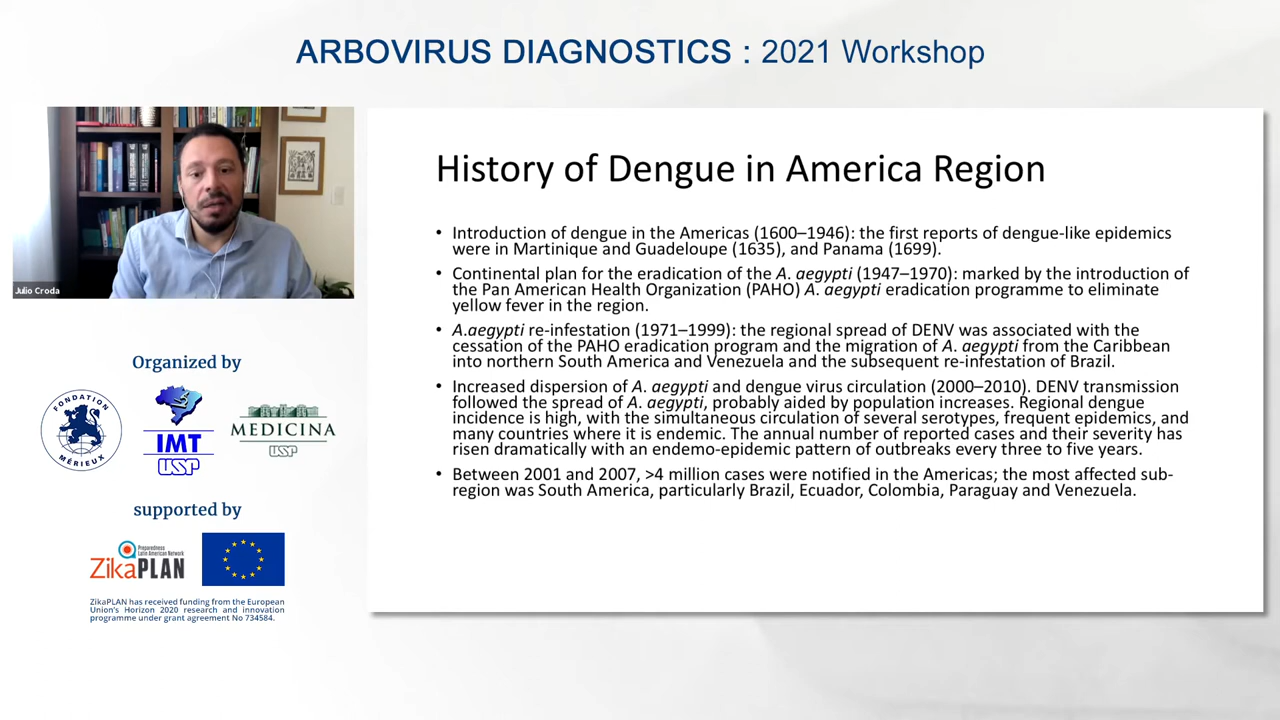 ARBOVIRUS DIAGNOSTICS : 2021 Workshop
Julio Croda
Organized by
FONDATION
MÉRIEUX
IMT
USP
MEDICINA
USP
supported by
Preparedness
Latin American Network
ZikaPLAN
ZikaPLAN has received funding from the European
Union's Horizon 2020 research and innovation
programme under grant agreement No 734584.
History of Dengue in America Region
• Introduction of dengue in the Americas (1600–1946): the first reports of dengue-like epidemics
were in Martinique and Guadeloupe (1635), and Panama (1699).
• Continental plan for the eradication of the A. aegypti (1947–1970): marked by the introduction of
the Pan American Health Organization (PAHO) A. aegypti eradication programme to eliminate
yellow fever in the region.
• A.aegypti re-infestation (1971–1999): the regional spread of DENV was associated with the
cessation of the PAHO eradication program and the migration of A. aegypti from the Caribbean
into northern South America and Venezuela and the subsequent re-infestation of Brazil.
• Increased dispersion of A. aegypti and dengue virus circulation (2000–2010). DENV transmission
followed the spread of A. aegypti, probably aided by population increases. Regional dengue
incidence is high, with the simultaneous circulation of several serotypes, frequent epidemics, and
many countries where it is endemic. The annual number of reported cases and their severity has
risen dramatically with an endemo-epidemic pattern of outbreaks every three to five years.
• Between 2001 and 2007, >4 million cases were notified in the Americas; the most affected sub-
region was South America, particularly Brazil, Ecuador, Colombia, Paraguay and Venezuela.